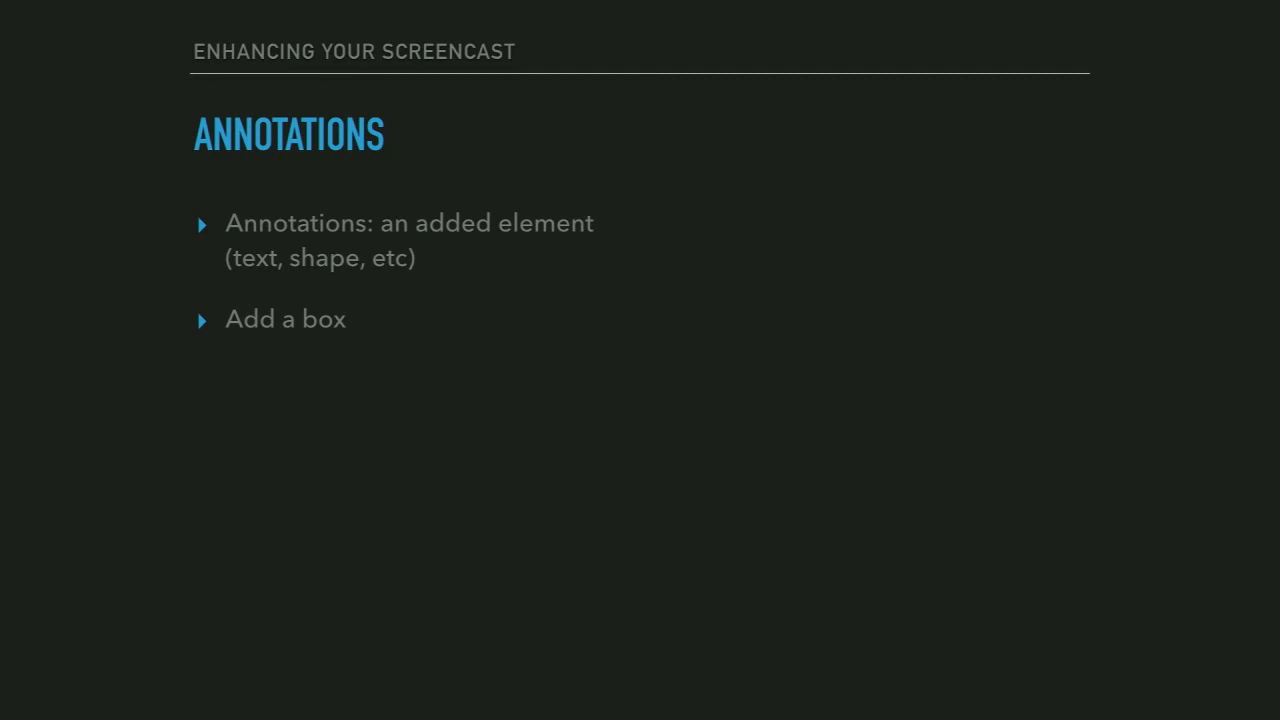 ENHANCING YOUR SCREENCAST
ANNOTATIONS
Annotations: an added element
(text, shape, etc)
Add a box